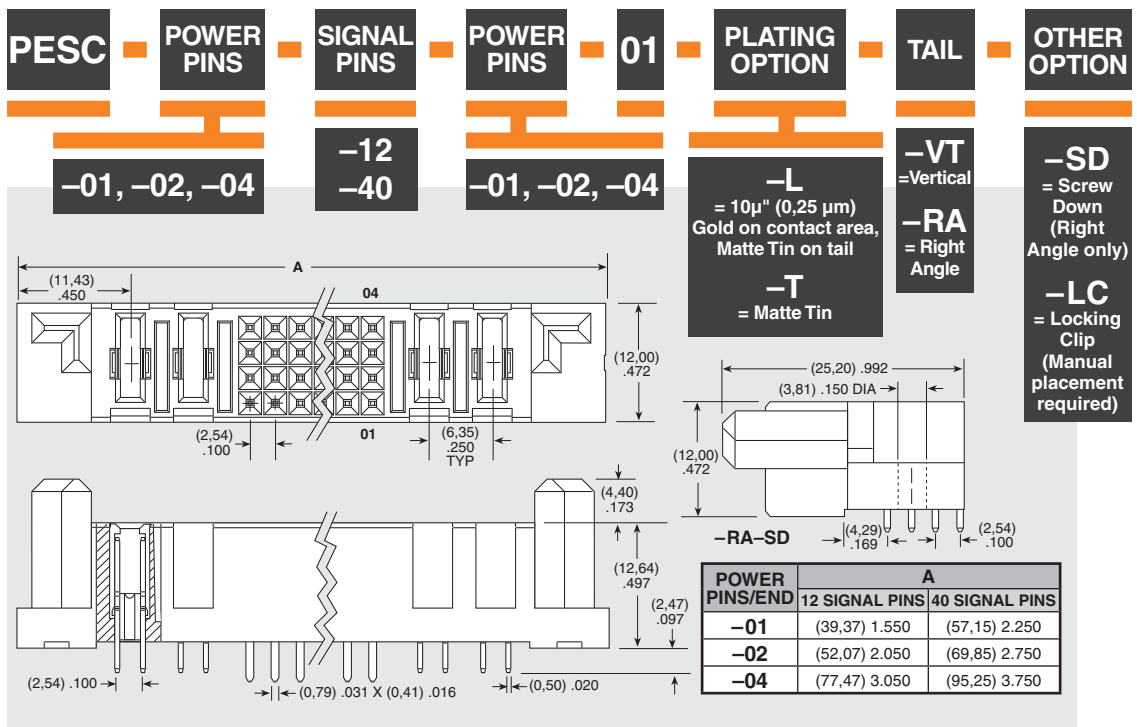 PESC
POWER
PINS
SIGNAL
PINS
POWER
PINS
01
PLATING
OPTION
TAIL
OTHER
OPTION
–01, –02, –04
–12
–40
–01, –02, –04
–L
= 10µ" (0,25 µm)
Gold on contact area,
Matte Tin on tail
–T
= Matte Tin
–VT
=Vertical
–RA
= Right
Angle
–SD
= Screw
Down
(Right
Angle only)
–LC
= Locking
Clip
(Manual
placement
required)
A
(11,43)
.450
04
(12,00)
.472
(2,54)
.100
01
(6,35)
.250
TYP
(25,20) .992
(3,81) .150 DIA
(12,00)
.472
(4,29)
.169
(2,54)
.100
–RA–SD
(4,40)
.173
(12,64)
.497
(2,47)
.097
(2,54) .100
(0,79) .031 X (0,41) .016
(0,50) .020
POWER
PINS/END
A
12 SIGNAL PINS 40 SIGNAL PINS
–01 (39,37) 1.550 (57,15) 2.250
–02 (52,07) 2.050 (69,85) 2.750
–04 (77,47) 3.050 (95,25) 3.750